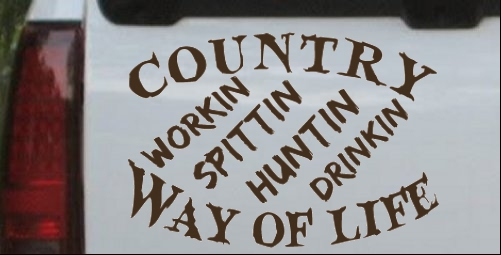 COUNTRY
WORKIN
SPITTIN
HUNTIN
DRINKIN
WAY OF LIFE